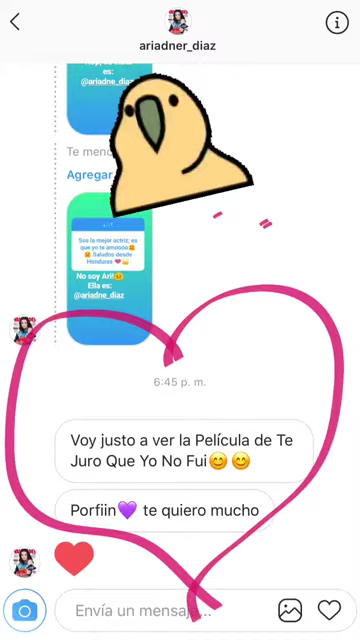 ariadner_diaz
es:
@ariadne_diaz
Te
Agregar
Sos la mejor actriz, es
que yo te amoooo😍
😍 Saludos desde
Honduras ❤️👑
No soy Ari!😊
Ella es:
@ariadne_diaz
6:45 p. m.
Voy justo a ver la Película de Te
Juro Que Yo No Fui😊😊
Porfiin💜 te quiero mucho
Envía un mensaje...